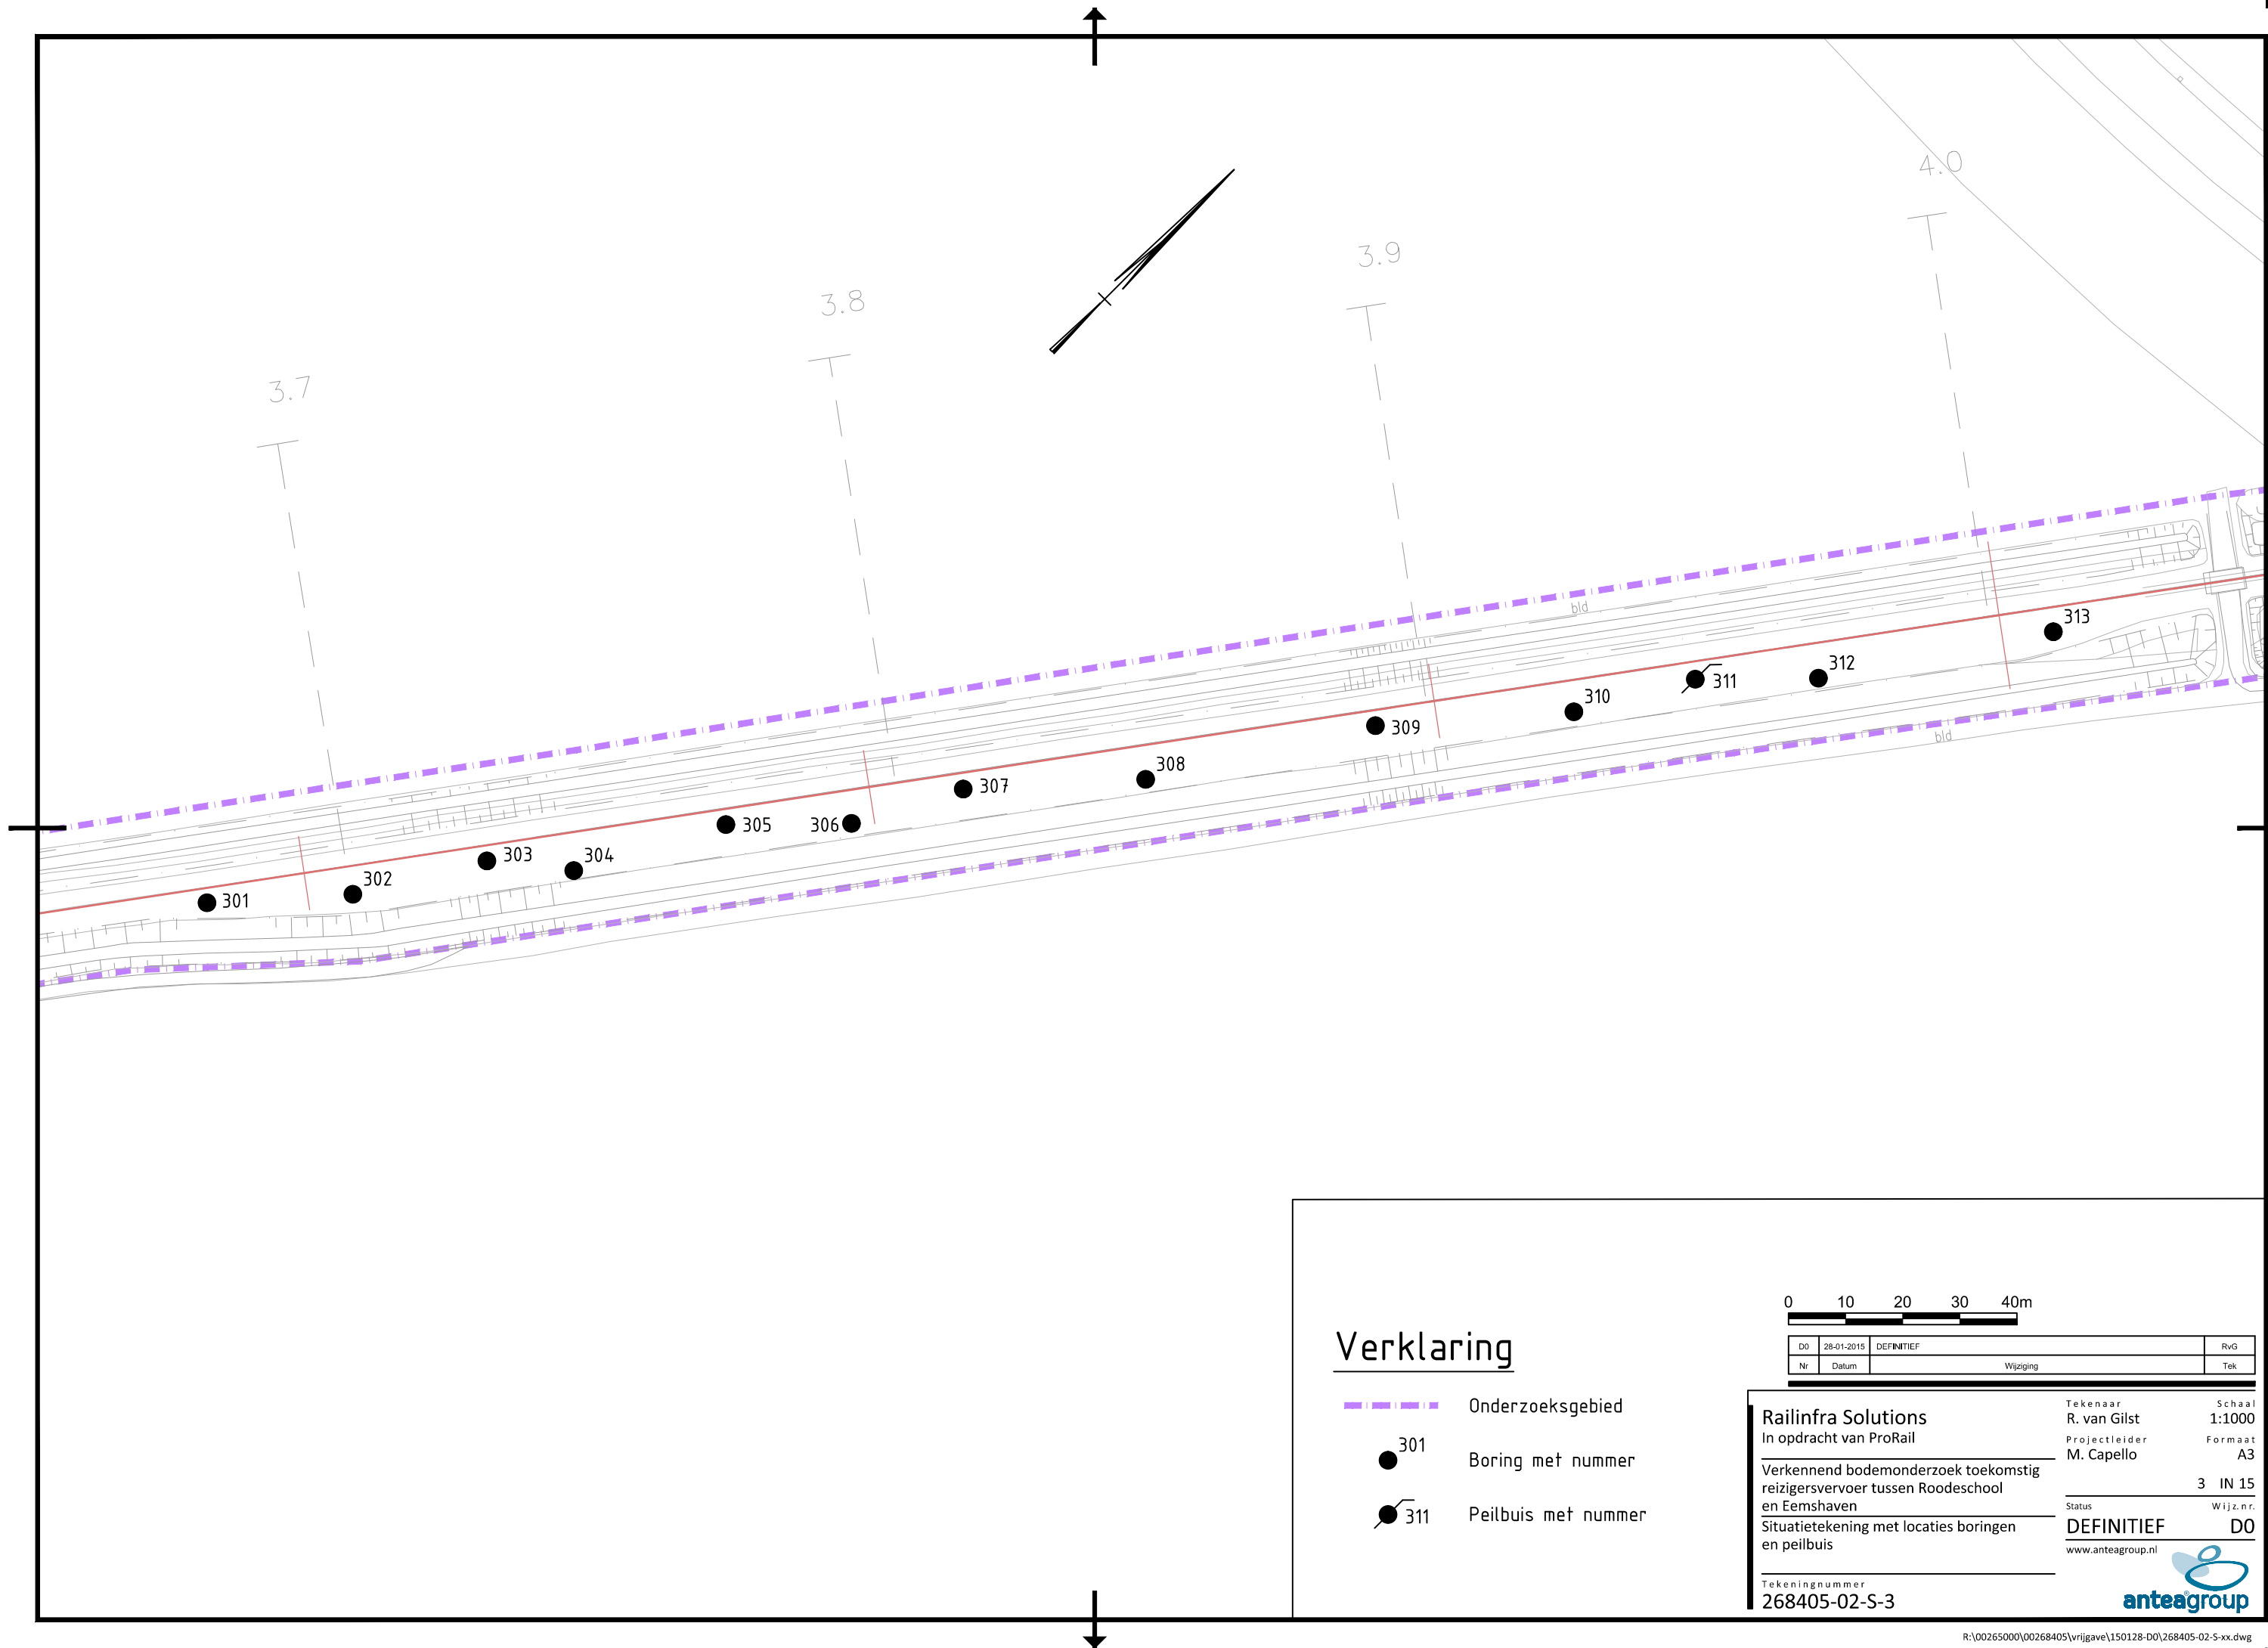 4.0
3.9
3.8
3.7
bld
313
312
311
310
309
bld
308
307
305
306
303
304
302
301
0 10 20 30 40m
D0 28-01-2015 DEFINITIEF RvG
Nr Datum Wijziging Tek
Verklaring
Onderzoeksgebied
301
Boring met nummer
311
Peilbuis met nummer
Railinfra Solutions
In opdracht van ProRail
Verkennend bodemonderzoek toekomstig
reizigersvervoer tussen Roodeschool
en Eemshaven
Situatietekening met locaties boringen
en peilbuis
Tekeningnummer
268405-02-S-3
Tekenaar Schaal
R. van Gilst 1:1000
Projectleider Formaat
M. Capello A3
3 IN 15
Status Wijz.nr.
DEFINITIEF D0
www.anteagroup.nl
anteagroup
R:\00265000\00268405\vrijgave\150128-D0\268405-02-S-xx.dwg